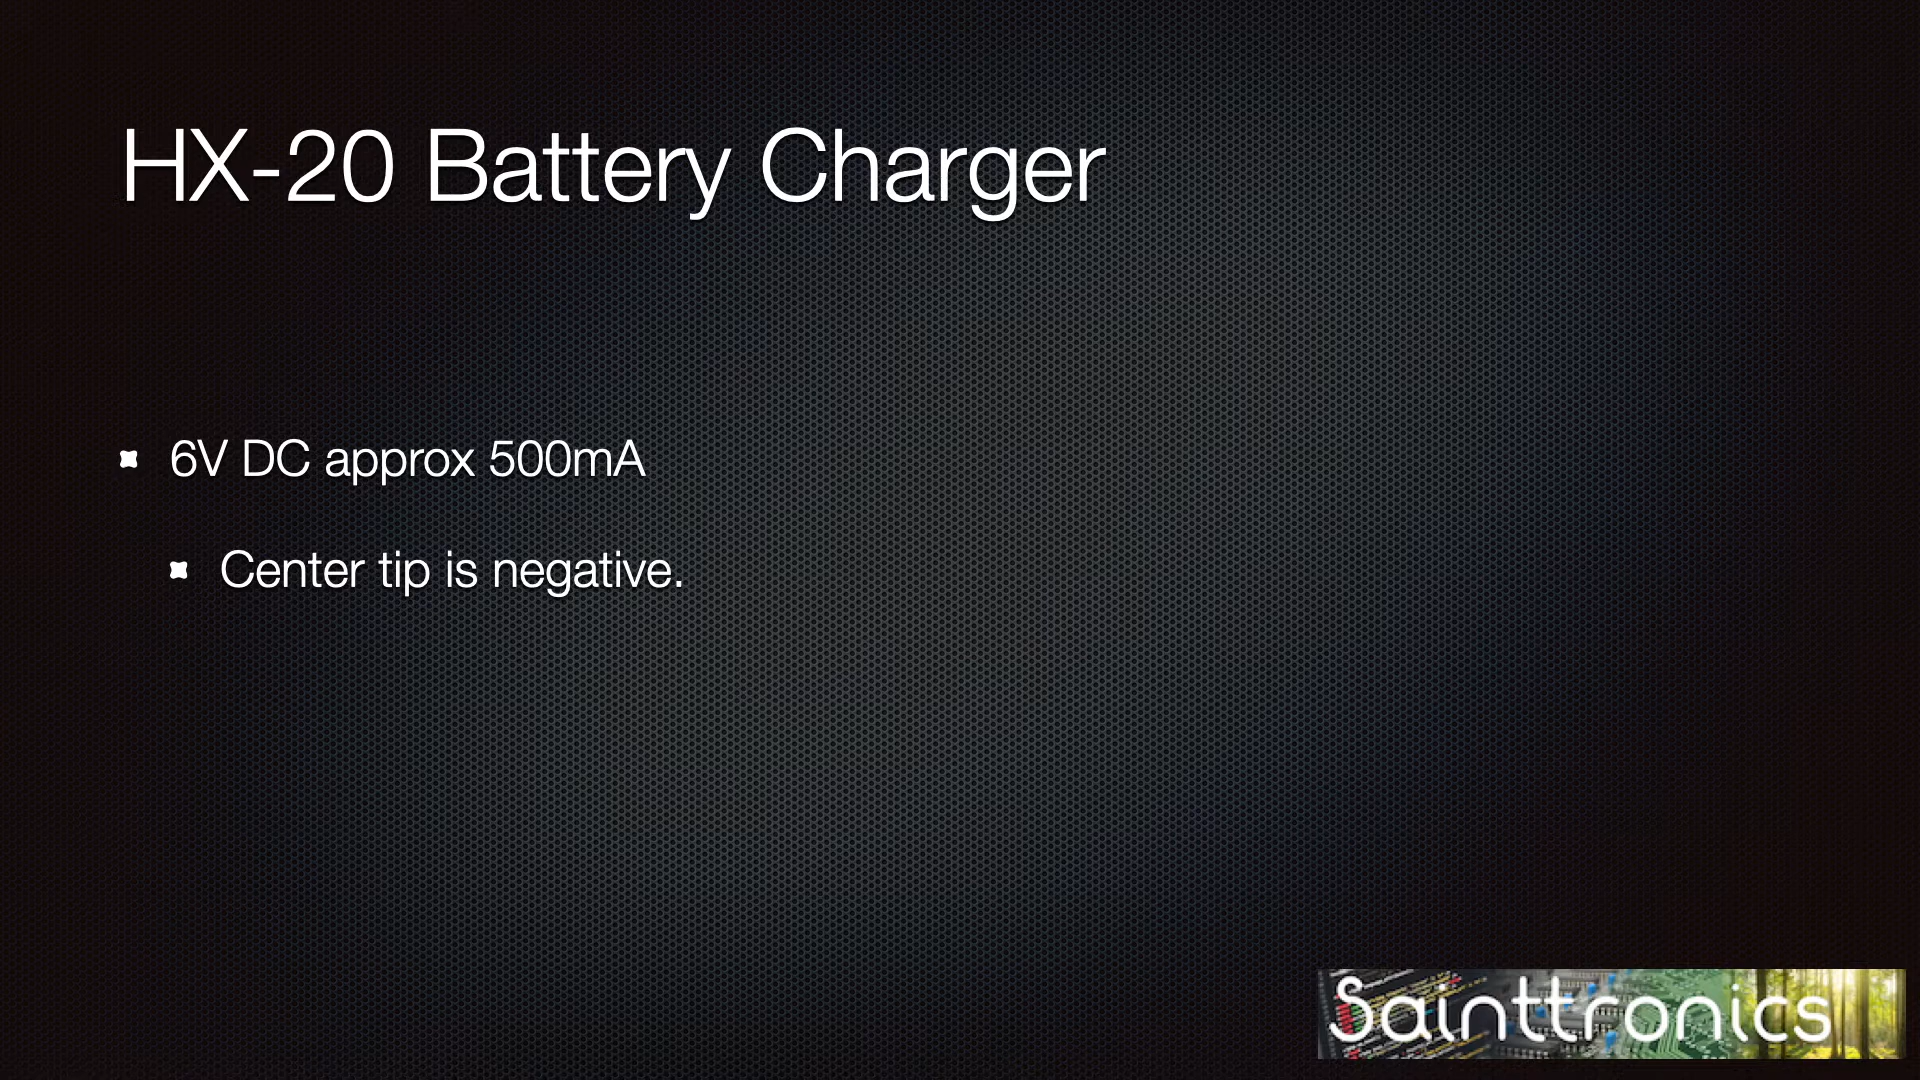 HX-20 Battery Charger
6V DC approx 500mA
Center tip is negative.
Sainttronics